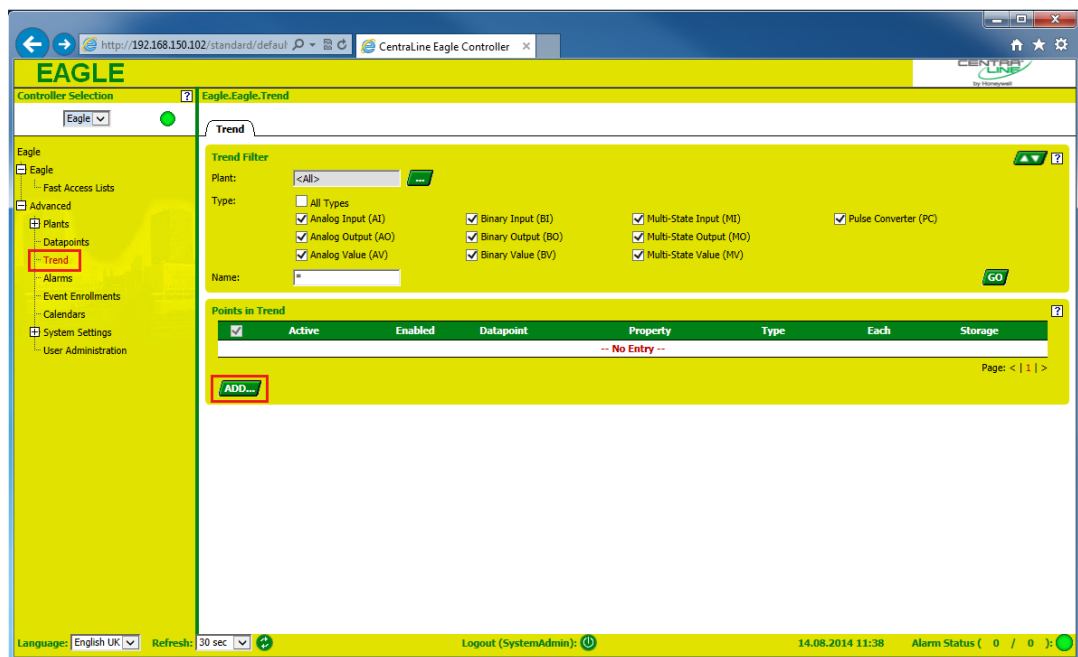 http://192.168.150.102/standard/defaul
CentraLine Eagle Controller
EAGLE
CENTRA
LINE
by Honeywell
Controller Selection ?
Eagle
Eagle
Eagle
Fast Access Lists
Advanced
Plants
Datapoints
Trend
Alarms
Event Enrollments
Calendars
System Settings
User Administration
Eagle.Eagle.Trend
Trend
Trend Filter ?
Plant: <All> ...
Type: All Types
Analog Input (AI) Binary Input (BI) Multi-State Input (MI) Pulse Converter (PC)
Analog Output (AO) Binary Output (BO) Multi-State Output (MO)
Analog Value (AV) Binary Value (BV) Multi-State Value (MV)
Name: * GO
Points in Trend ?
Active Enabled Datapoint Property Type Each Storage
-- No Entry --
Page: < | 1 | >
ADD...
Language: English UK Refresh: 30 sec Logout (SystemAdmin): 14.08.2014 11:38 Alarm Status ( 0 / 0 ):